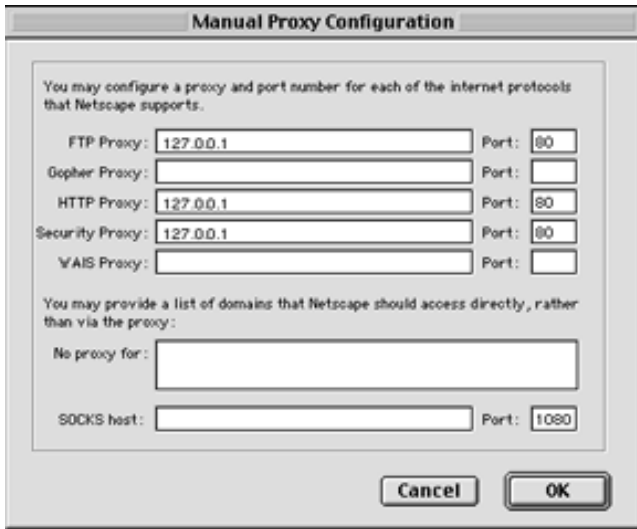 Manual Proxy Configuration
You may configure a proxy and port number for each of the internet protocols
that Netscape supports.
FTP Proxy: 127.0.0.1 Port: 80
Gopher Proxy: Port:
HTTP Proxy: 127.0.0.1 Port: 80
Security Proxy: 127.0.0.1 Port: 80
WAIS Proxy: Port:
You may provide a list of domains that Netscape should access directly, rather
than via the proxy:
No proxy for:
SOCKS host: Port: 1080
Cancel OK